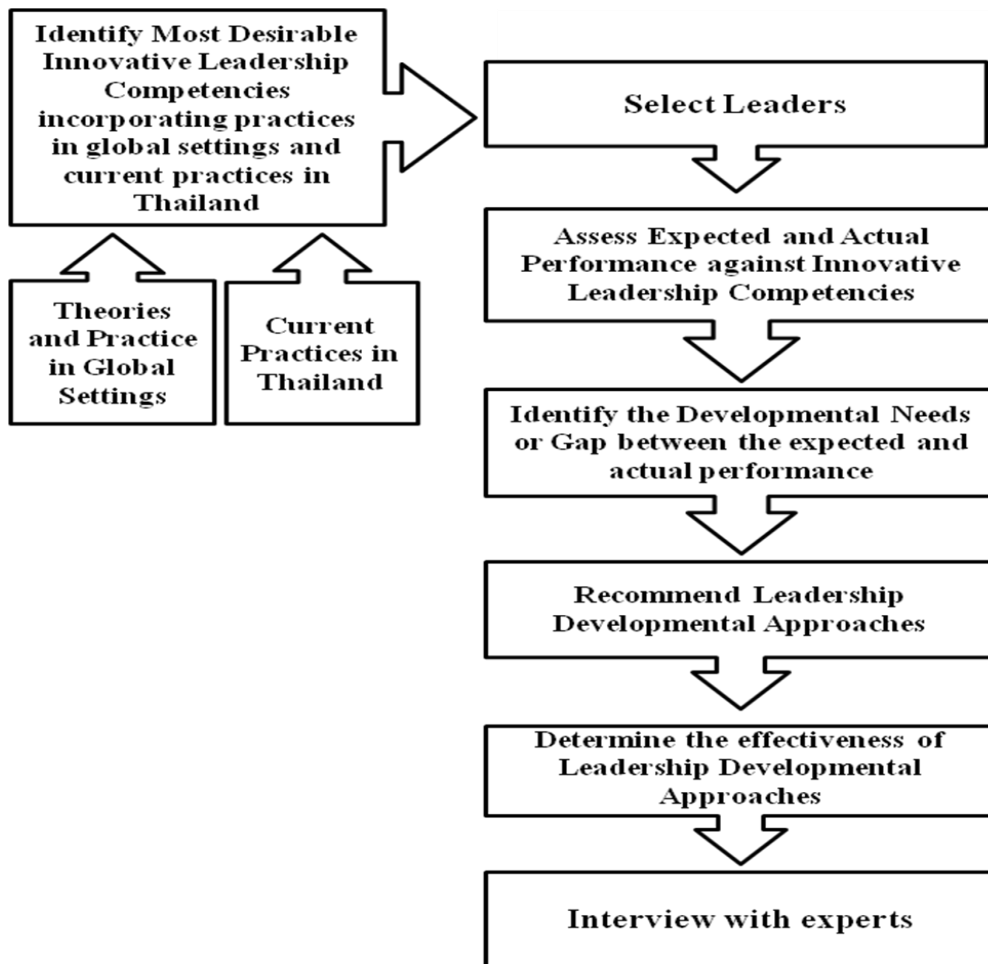 Identify Most Desirable
Innovative Leadership
Competencies
incorporating practices
in global settings and
current practices in
Thailand
Theories
and Practice
in Global
Settings
Current
Practices in
Thailand
Select Leaders
Assess Expected and Actual
Performance against Innovative
Leadership Competencies
Identify the Developmental Needs
or Gap between the expected and
actual performance
Recommend Leadership
Developmental Approaches
Determine the effectiveness of
Leadership Developmental
Approaches
Interview with experts